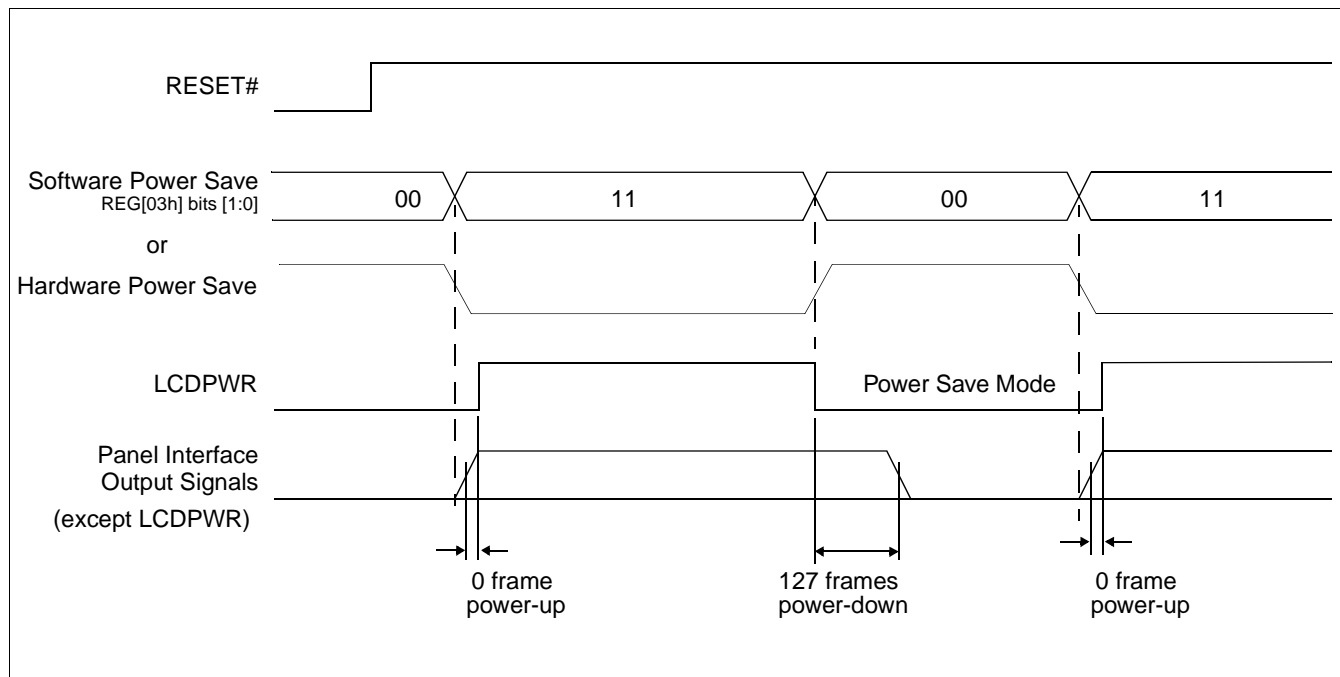 RESET#
Software Power Save
REG[03h] bits [1:0]
00
11
00
11
or
Hardware Power Save
LCDPWR
Power Save Mode
Panel Interface
Output Signals
(except LCDPWR)
0 frame
power-up
127 frames
power-down
0 frame
power-up